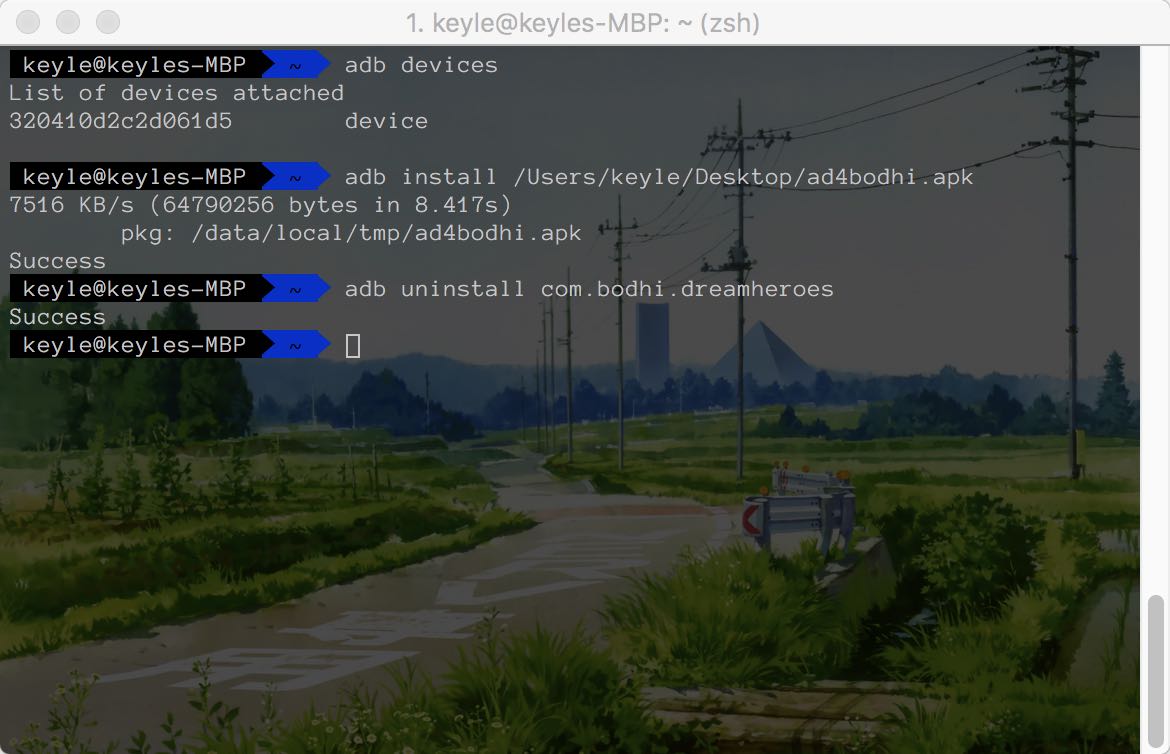 1. keyle@keyles-MBP: ~ (zsh)
keyle@keyles-MBP ~ adb devices
List of devices attached
320410d2c2d061d5 device
keyle@keyles-MBP ~ adb install /Users/keyle/Desktop/ad4bodhi.apk
7516 KB/s (64790256 bytes in 8.417s)
pkg: /data/local/tmp/ad4bodhi.apk
Success
keyle@keyles-MBP ~ adb uninstall com.bodhi.dreamheroes
Success
keyle@keyles-MBP ~